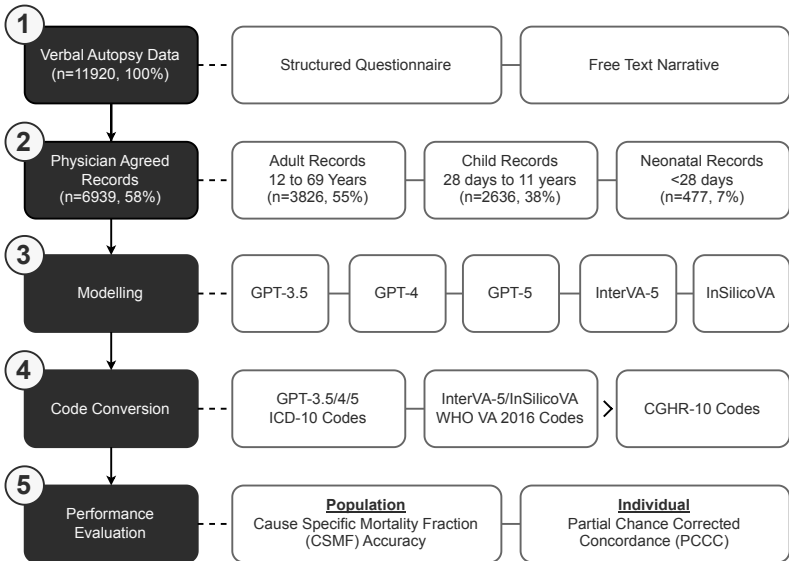 1
Verbal Autopsy Data
(n=11920, 100%)
Structured Questionnaire
Free Text Narrative
2
Physician Agreed
Records
(n=6939, 58%)
Adult Records
12 to 69 Years
(n=3826, 55%)
Child Records
28 days to 11 years
(n=2636, 38%)
Neonatal Records
<28 days
(n=477, 7%)
3
Modelling
GPT-3.5
GPT-4
GPT-5
InterVA-5
InSilicoVA
4
Code Conversion
GPT-3.5/4/5
ICD-10 Codes
InterVA-5/InSilicoVA
WHO VA 2016 Codes
CGHR-10 Codes
5
Performance
Evaluation
Population
Cause Specific Mortality Fraction
(CSMF) Accuracy
Individual
Partial Chance Corrected
Concordance (PCCC)